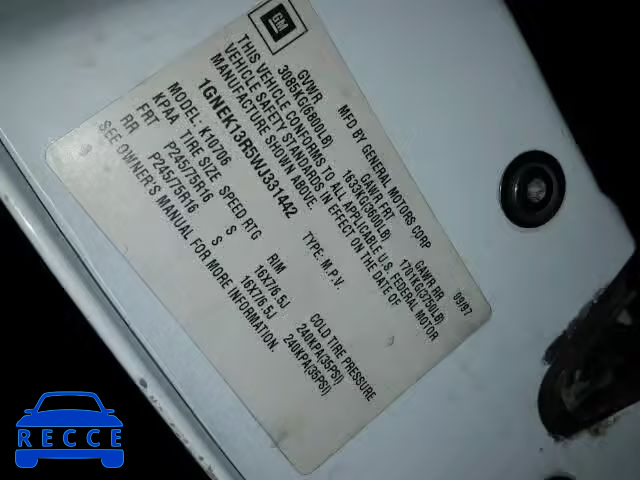 GM
MFD BY GENERAL MOTORS CORP 09/97
GVWR GAWR FRT GAWR RR
3085KG(6800LB) 1633KG(3600LB) 1701KG(3750LB)
THIS VEHICLE CONFORMS TO ALL APPLICABLE U.S. FEDERAL MOTOR
VEHICLE SAFETY STANDARDS IN EFFECT ON THE DATE OF
MANUFACTURE SHOWN ABOVE.
1GNEK13R5WJ331442 TYPE: M.P.V.
MODEL: K10706
KPAA TIRE SIZE SPEED RTG RIM COLD TIRE PRESSURE
FRT P245/75R16 S 16X7/6.5J 240KPA(35PSI)
RR P245/75R16 S 16X7/6.5J 240KPA(35PSI)
SEE OWNER'S MANUAL FOR MORE INFORMATION.
RECCE